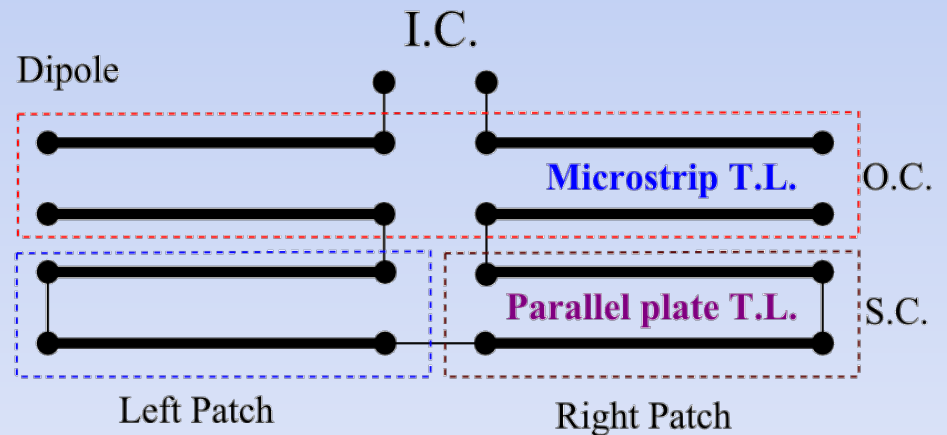 I.C.
Dipole
Microstrip T.L.
O.C.
Parallel plate T.L.
S.C.
Left Patch
Right Patch